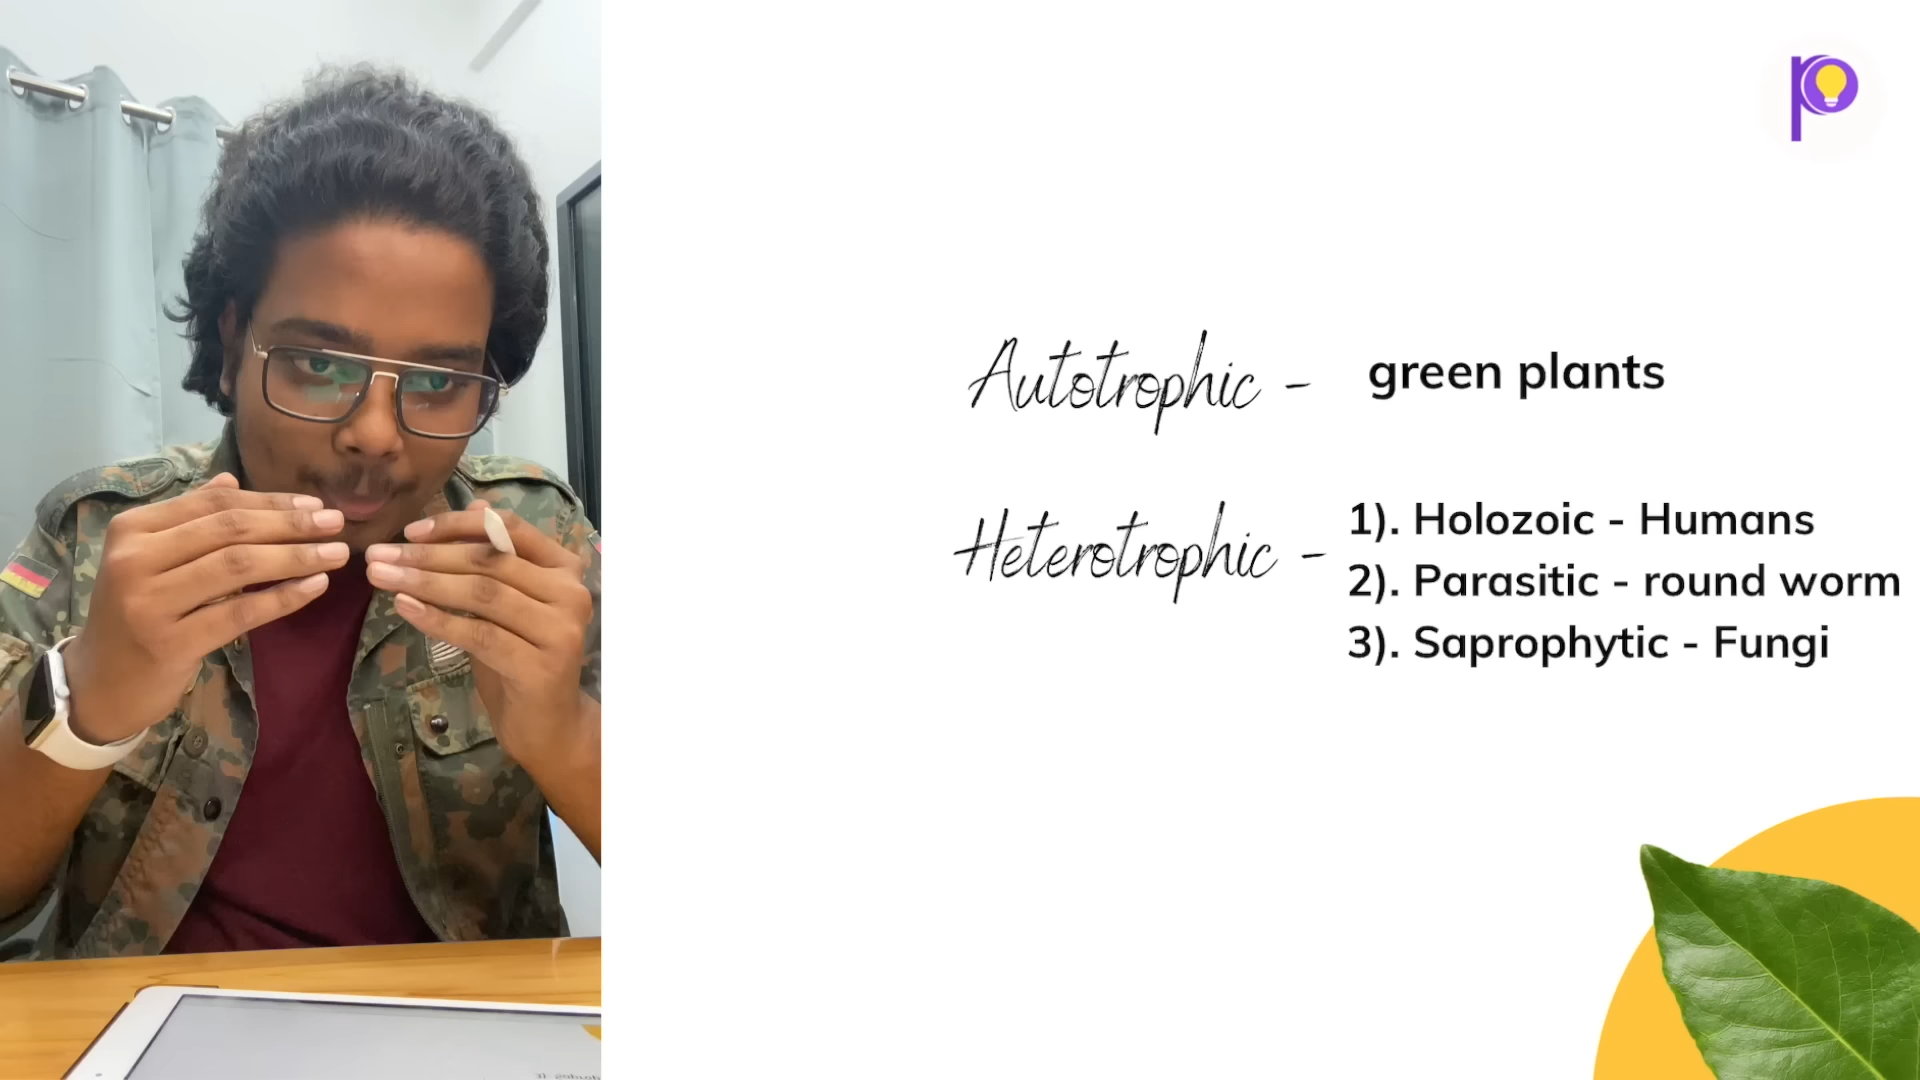 Autotrophic - green plants
Heterotrophic - 1). Holozoic - Humans
2). Parasitic - round worm
3). Saprophytic - Fungi